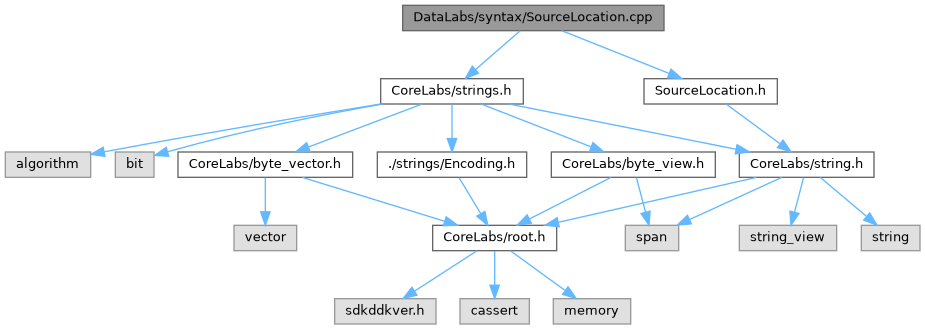 DataLabs/syntax/SourceLocation.cpp
CoreLabs/strings.h
SourceLocation.h
algorithm
bit
CoreLabs/byte_vector.h
./strings/Encoding.h
CoreLabs/byte_view.h
CoreLabs/string.h
vector
CoreLabs/root.h
span
string_view
string
sdkddkver.h
cassert
memory